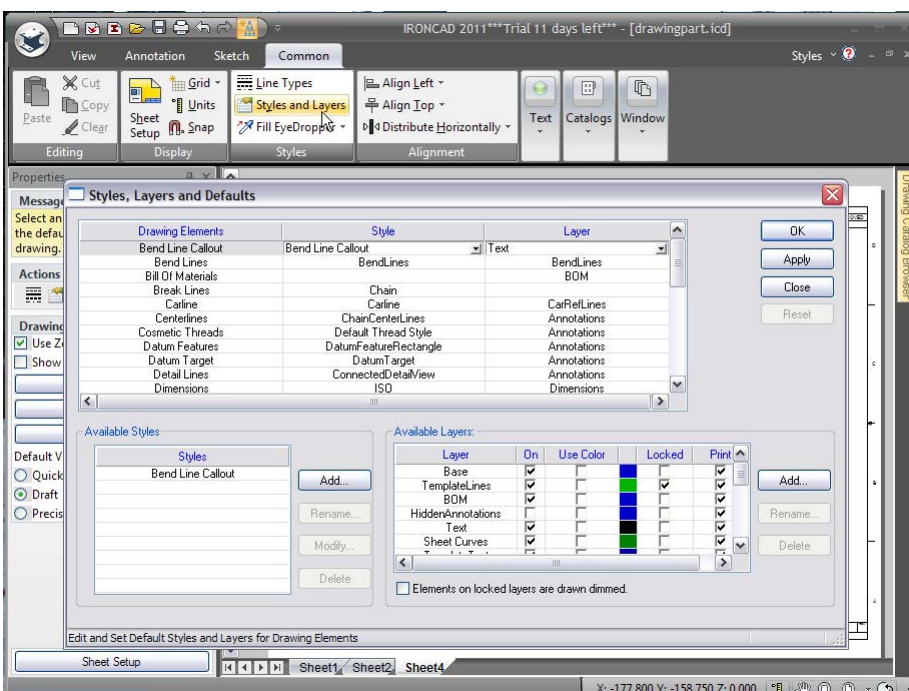 IRONCAD 2011***Trial 11 days left*** - [drawingpart.icd]
View Annotation Sketch Common
Styles
Paste
Cut
Copy
Clear
Editing
Sheet Setup
Grid
Units
Snap
Display
Line Types
Styles and Layers
Fill EyeDropper
Styles
Align Left
Align Top
Distribute Horizontally
Alignment
Text
Catalogs
Window
Properties
Message
Select an
the defau
drawing.
Actions
Drawing
Use Z
Show
Default V
Quick
Draft
Precis
Sheet Setup
Styles, Layers and Defaults
Drawing Elements Style Layer
Bend Line Callout Bend Line Callout Text
Bend Lines BendLines BendLines
Bill Of Materials BOM
Break Lines Chain
Carline Carline CarRefLines
Centerlines ChainCenterLines Annotations
Cosmetic Threads Default Thread Style Annotations
Datum Features DatumFeatureRectangle Annotations
Datum Target DatumTarget Annotations
Detail Lines ConnectedDetailView Annotations
Dimensions ISO Dimensions
OK
Apply
Close
Reset
Available Styles
Styles
Bend Line Callout
Add...
Rename...
Modify...
Delete
Available Layers:
Layer On Use Color Locked Print
Base
TemplateLines
BOM
HiddenAnnotations
Text
Sheet Curves
Add...
Rename...
Delete
Elements on locked layers are drawn dimmed.
Edit and Set Default Styles and Layers for Drawing Elements
Sheet1 Sheet2 Sheet4
X: -177.800 Y: -158.750 Z: 0.000
Drawing Catalog Browser